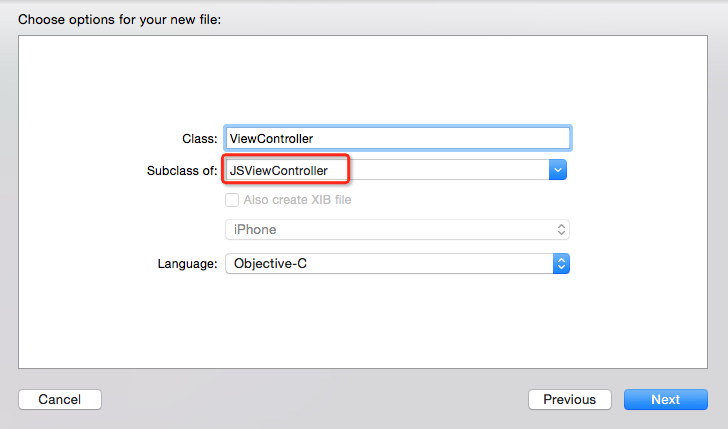 Choose options for your new file:
Class: ViewController
Subclass of: JSViewController
Also create XIB file
iPhone
Language: Objective-C
Cancel Previous Next